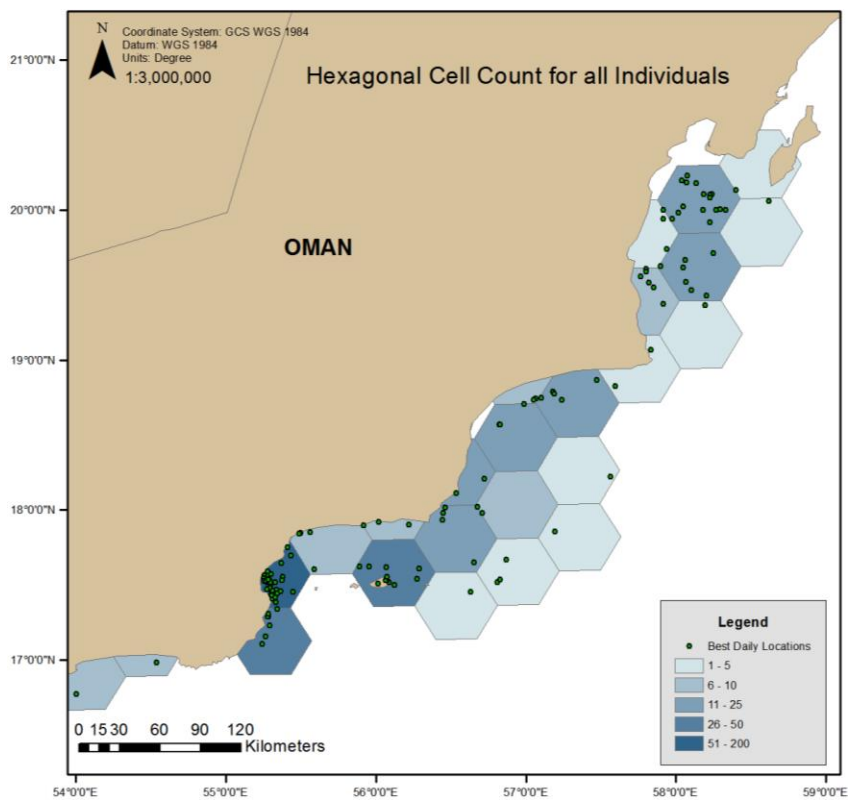 N
Coordinate System: GCS WGS 1984
Datum: WGS 1984
Units: Degree
1:3,000,000
Hexagonal Cell Count for all Individuals
21°0'0"N
20°0'0"N
OMAN
19°0'0"N
18°0'0"N
17°0'0"N
Legend
Best Daily Locations
1 - 5
6 - 10
11 - 25
26 - 50
51 - 200
0 15 30 60 90 120
Kilometers
54°0'0"E 55°0'0"E 56°0'0"E 57°0'0"E 58°0'0"E 59°0'0"E